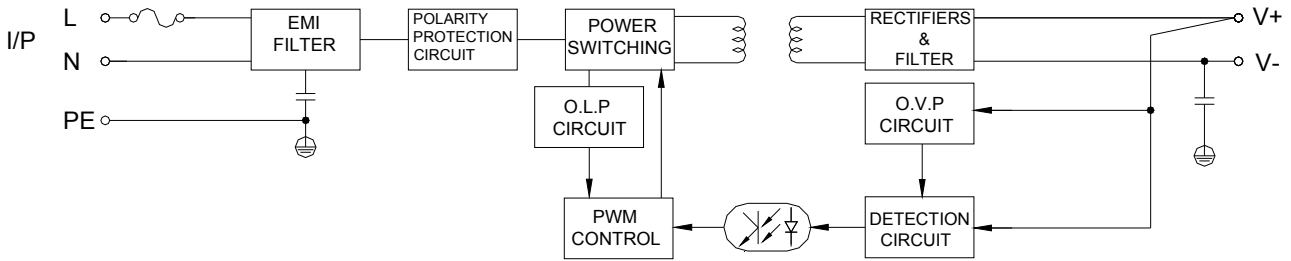 I/P
L
N
PE
EMI
FILTER
POLARITY
PROTECTION
CIRCUIT
POWER
SWITCHING
RECTIFIERS
&
FILTER
V+
V-
O.L.P
CIRCUIT
O.V.P
CIRCUIT
PWM
CONTROL
DETECTION
CIRCUIT